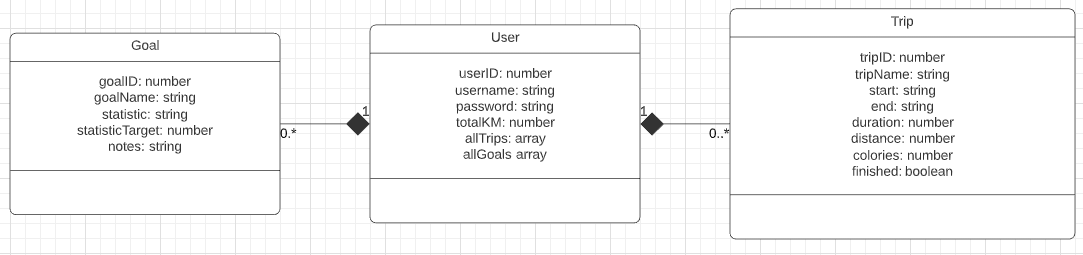 Goal
goalID: number
goalName: string
statistic: string
statisticTarget: number
notes: string
0.*
1
User
userID: number
username: string
password: string
totalKM: number
allTrips: array
allGoals array
1
0..*
Trip
tripID: number
tripName: string
start: string
end: string
duration: number
distance: number
colories: number
finished: boolean